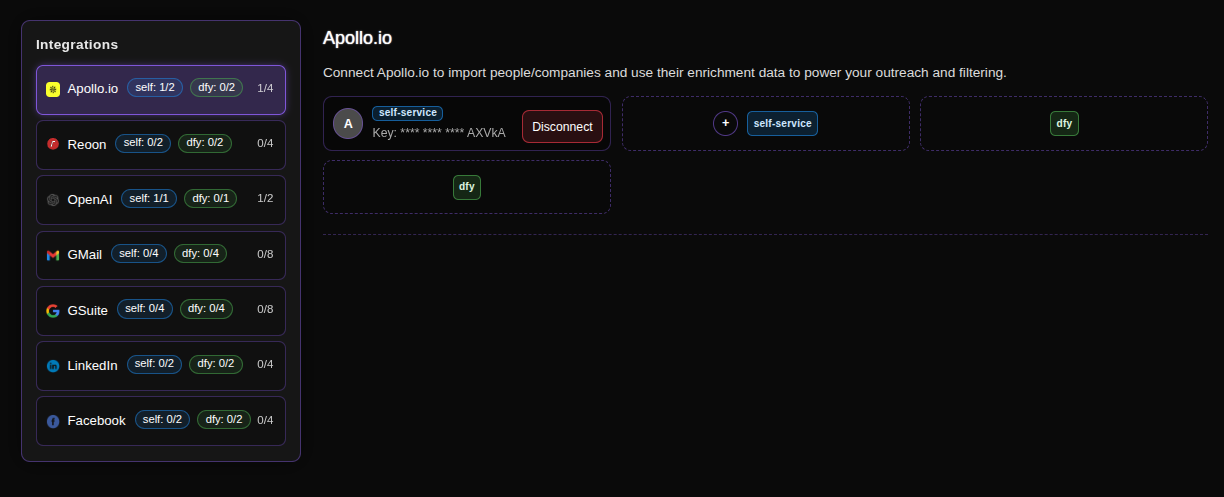 Integrations
Apollo.io self: 1/2 dfy: 0/2 1/4
Reoon self: 0/2 dfy: 0/2 0/4
OpenAI self: 1/1 dfy: 0/1 1/2
GMail self: 0/4 dfy: 0/4 0/8
GSuite self: 0/4 dfy: 0/4 0/8
LinkedIn self: 0/2 dfy: 0/2 0/4
Facebook self: 0/2 dfy: 0/2 0/4
Apollo.io
Connect Apollo.io to import people/companies and use their enrichment data to power your outreach and filtering.
A
self-service
Key: **** **** **** AXVkA
Disconnect
+ self-service
dfy
dfy